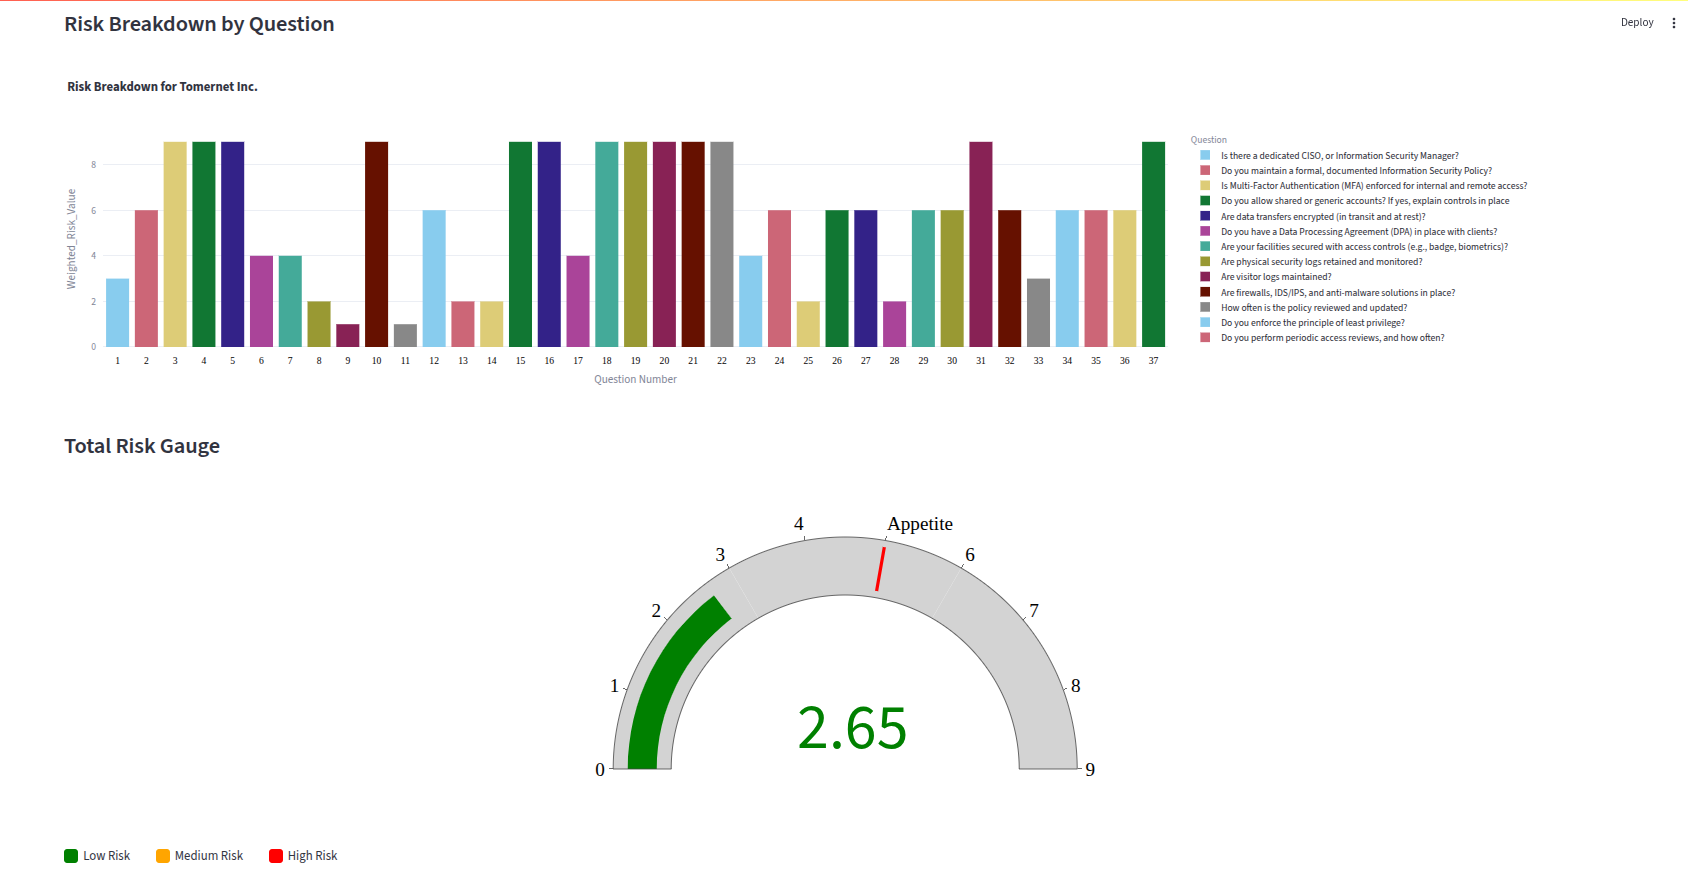 Risk Breakdown by Question
Deploy
Risk Breakdown for Tomernet Inc.
Weighted_Risk_Value
8
6
4
2
0
1 2 3 4 5 6 7 8 9 10 11 12 13 14 15 16 17 18 19 20 21 22 23 24 25 26 27 28 29 30 31 32 33 34 35 36 37
Question Number
Question
Is there a dedicated CISO, or Information Security Manager?
Do you maintain a formal, documented Information Security Policy?
Is Multi-Factor Authentication (MFA) enforced for internal and remote access?
Do you allow shared or generic accounts? If yes, explain controls in place
Are data transfers encrypted (in transit and at rest)?
Do you have a Data Processing Agreement (DPA) in place with clients?
Are your facilities secured with access controls (e.g., badge, biometrics)?
Are physical security logs retained and monitored?
Are visitor logs maintained?
Are firewalls, IDS/IPS, and anti-malware solutions in place?
How often is the policy reviewed and updated?
Do you enforce the principle of least privilege?
Do you perform periodic access reviews, and how often?
Total Risk Gauge
0
1
2
3
4
Appetite
6
7
8
9
2.65
Low Risk Medium Risk High Risk